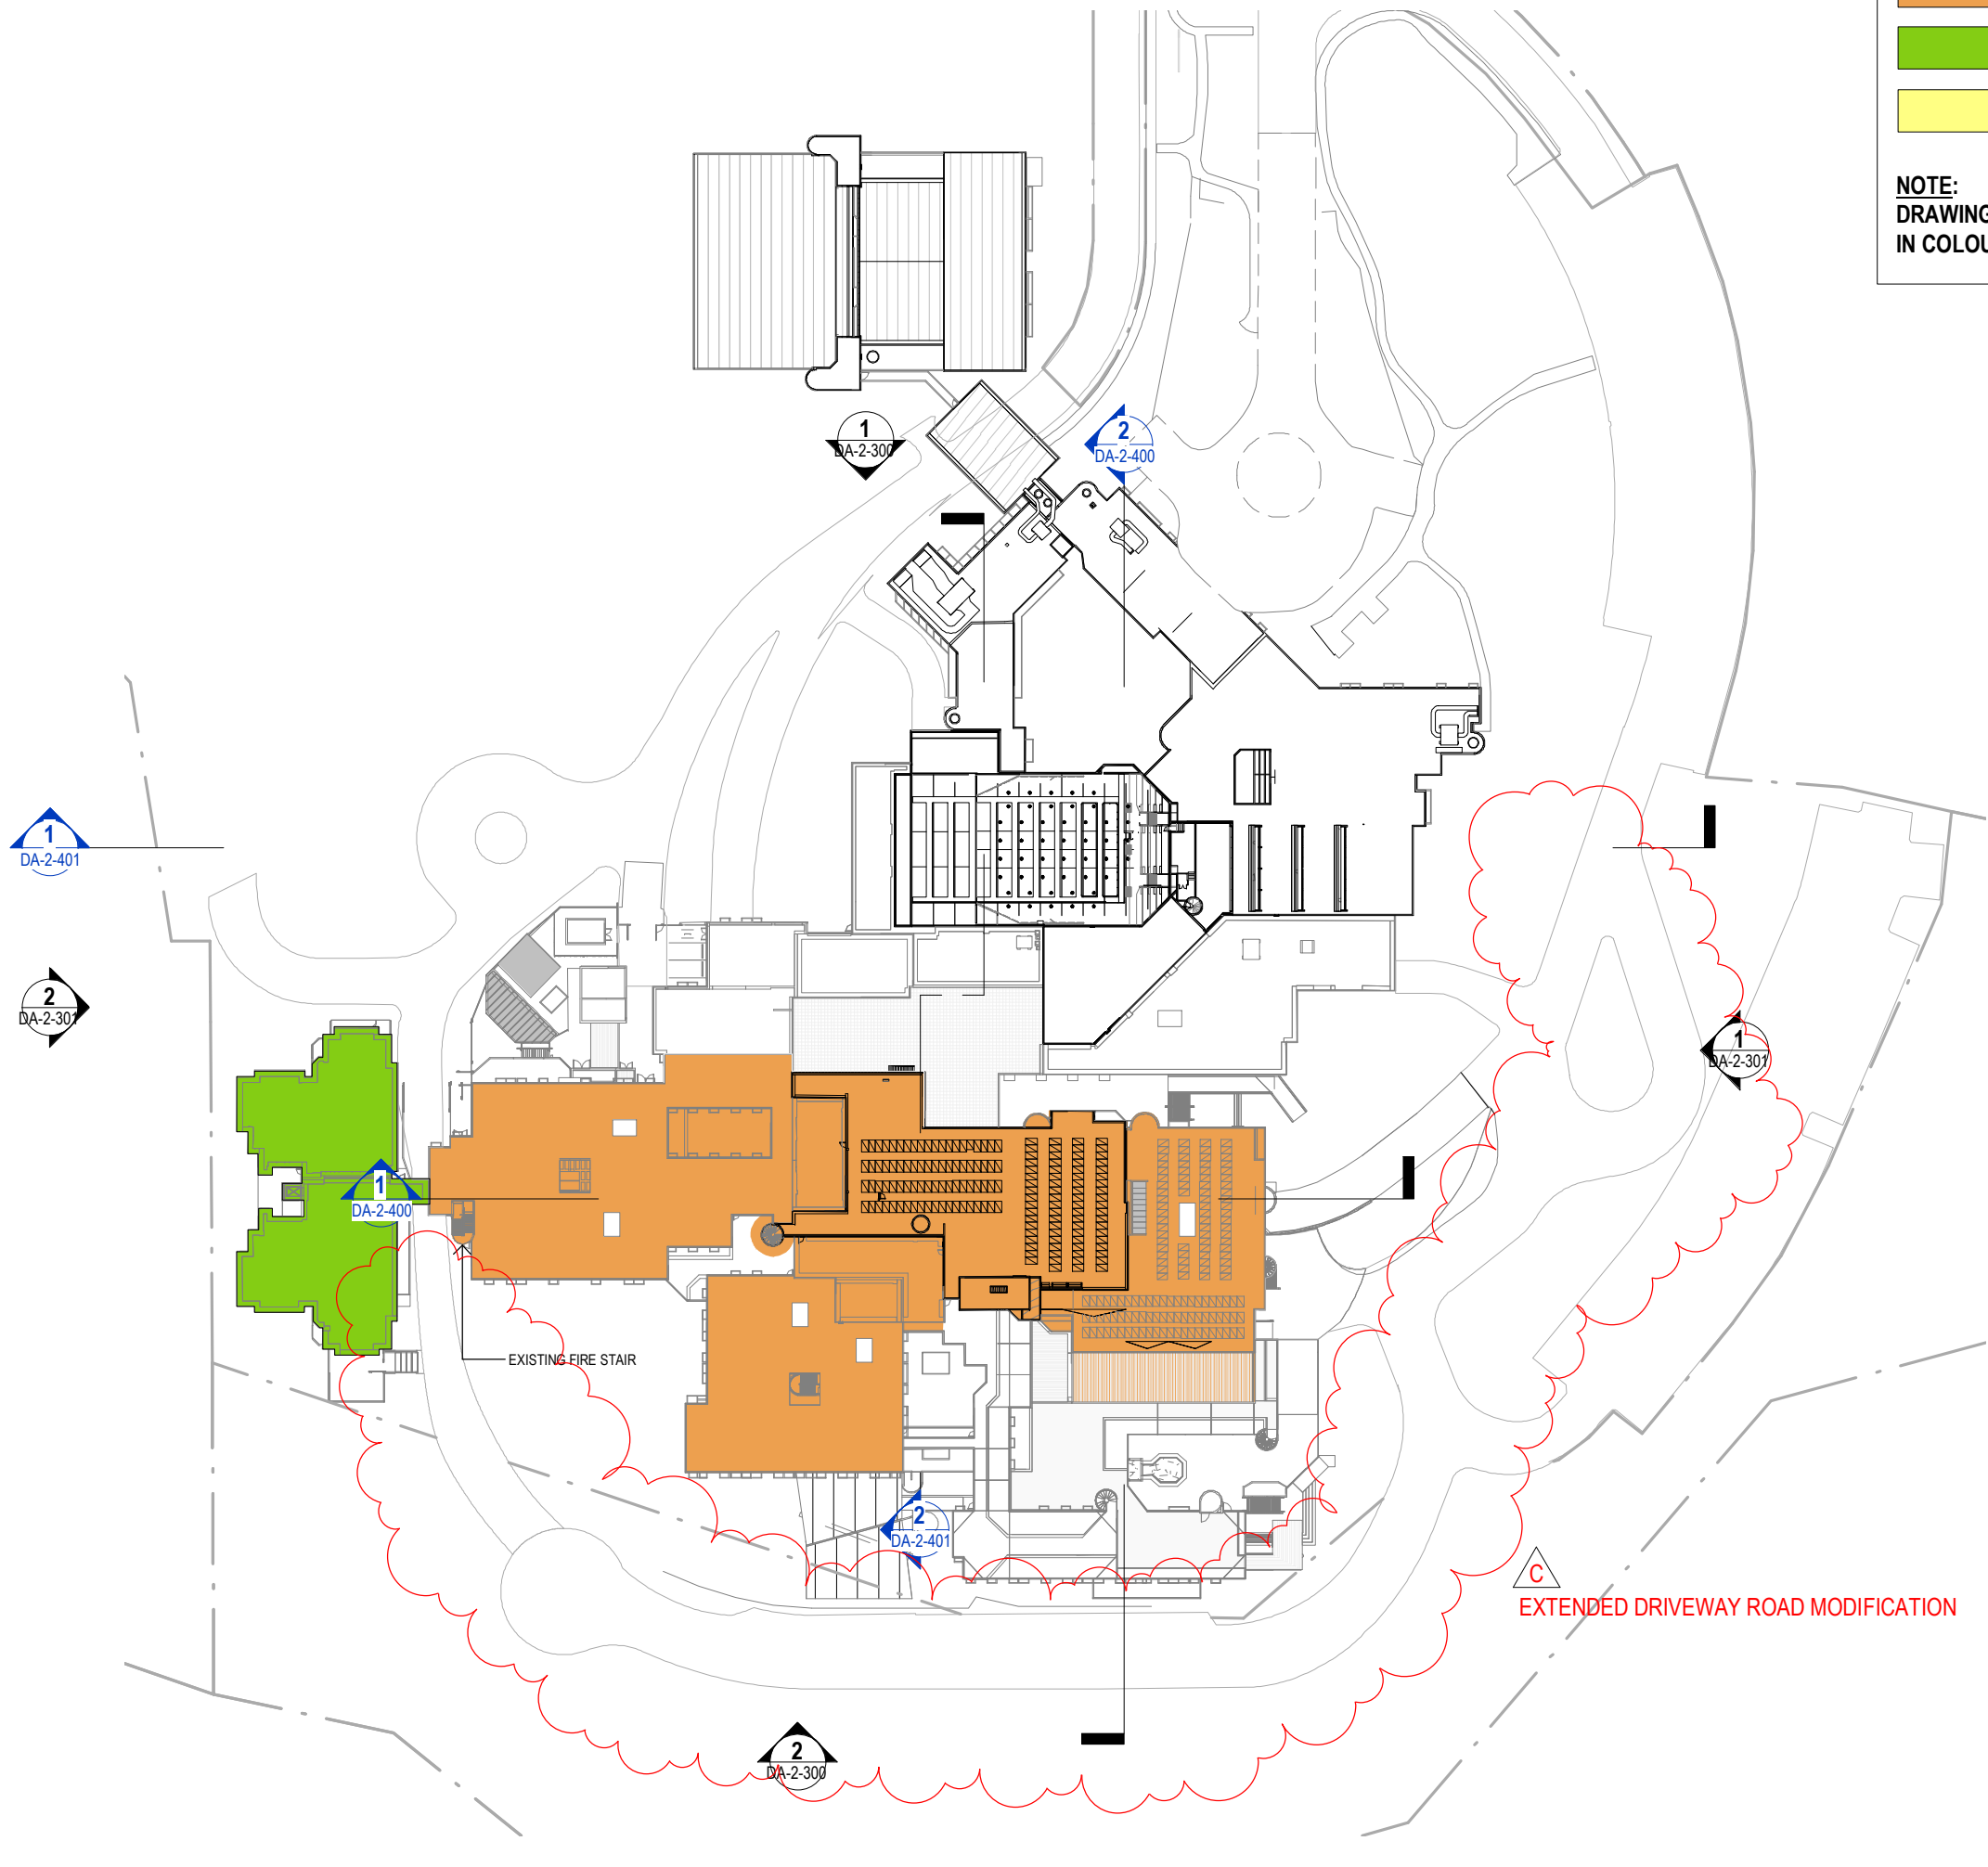 NOTE:
DRAWING
IN COLOU
1
DA-2-300
2
DA-2-400
1
DA-2-401
2
DA-2-301
1
DA-2-301
1
DA-2-400
EXISTING FIRE STAIR
2
DA-2-401
C
EXTENDED DRIVEWAY ROAD MODIFICATION
2
DA-2-300